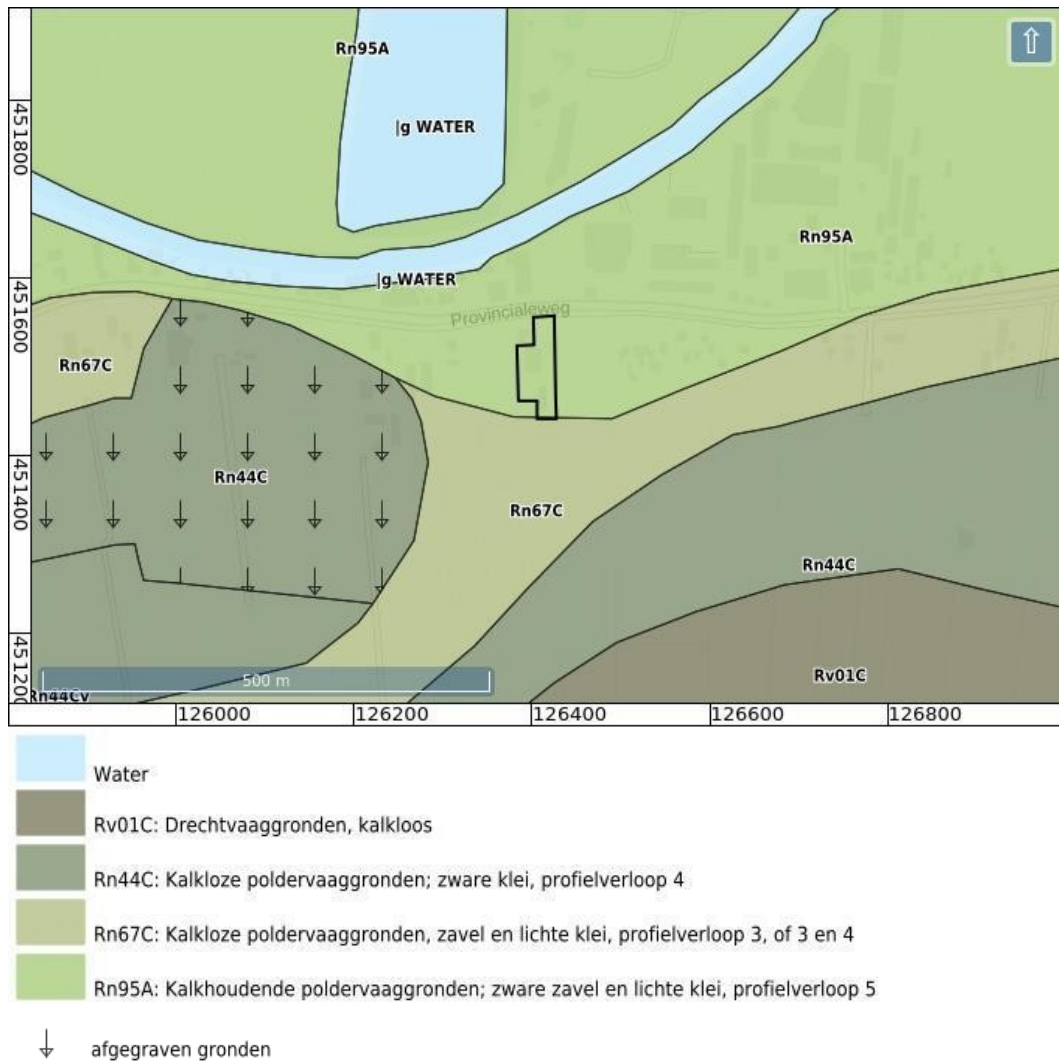 Rn95A
|g WATER
451800
Rn95A
|g WATER
Provincialeweg
451600
Rn67C
Rn44C
451400
Rn67C
Rn44C
500 m
Rv01C
Rn44Cv
451200
126000
126200
126400
126600
126800
Water
Rv01C: Drechtvaaggronden, kalkloos
Rn44C: Kalkloze poldervaaggronden; zware klei, profielverloop 4
Rn67C: Kalkloze poldervaaggronden, zavel en lichte klei, profielverloop 3, of 3 en 4
Rn95A: Kalkhoudende poldervaaggronden; zware zavel en lichte klei, profielverloop 5
afgegraven gronden